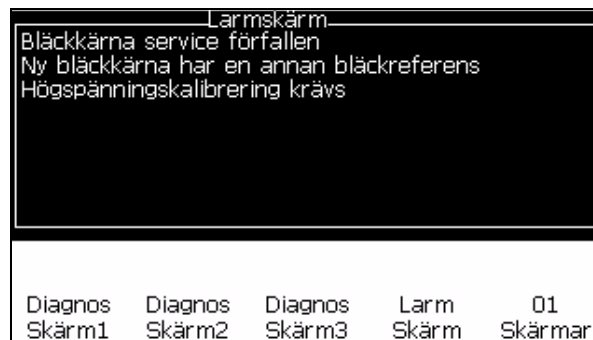 Larmskärm
Bläckkärna service förfallen
Ny bläckkärna har en annan bläckreferens
Högspänningskalibrering krävs
Diagnos Diagnos Diagnos Larm 01
Skärm1 Skärm2 Skärm3 Skärm Skärmar